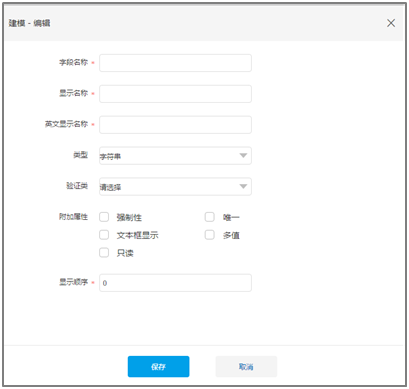 建模 - 编辑
字段名称 *
显示名称 *
英文显示名称 *
类型 字符串
验证类 请选择
附加属性 强制性 唯一
文本框显示 多值
只读
显示顺序 * 0
保存 取消